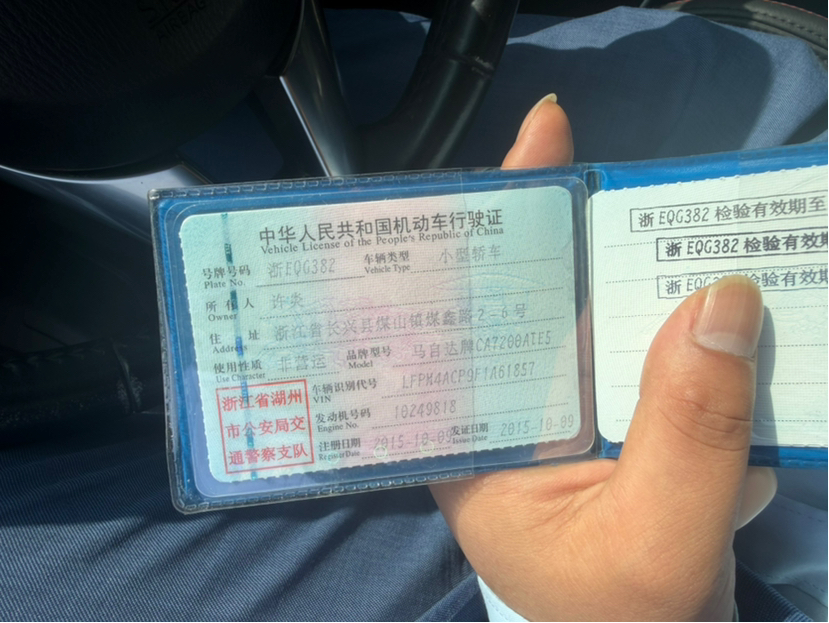 中华人民共和国机动车行驶证
Vehicle License of the People's Republic of China
号牌号码 浙EQG382 车辆类型 小型轿车
Plate No. Vehicle Type
所有人 许炎
Owner
住址 浙江省长兴县煤山镇煤鑫路2-6号
Address
使用性质 非营运 品牌型号 马自达牌CA7200ATE5
Use Character Model
车辆识别代号 LFPM4ACP9F1A61857
VIN
发动机号码 10249818
Engine No.
注册日期 2015-10-09 发证日期 2015-10-09
Register Date Issue Date
浙江省湖州
市公安局交
通警察支队
浙EQG382 检验有效期至
浙EQG382 检验有效期
浙EQG 验有效期